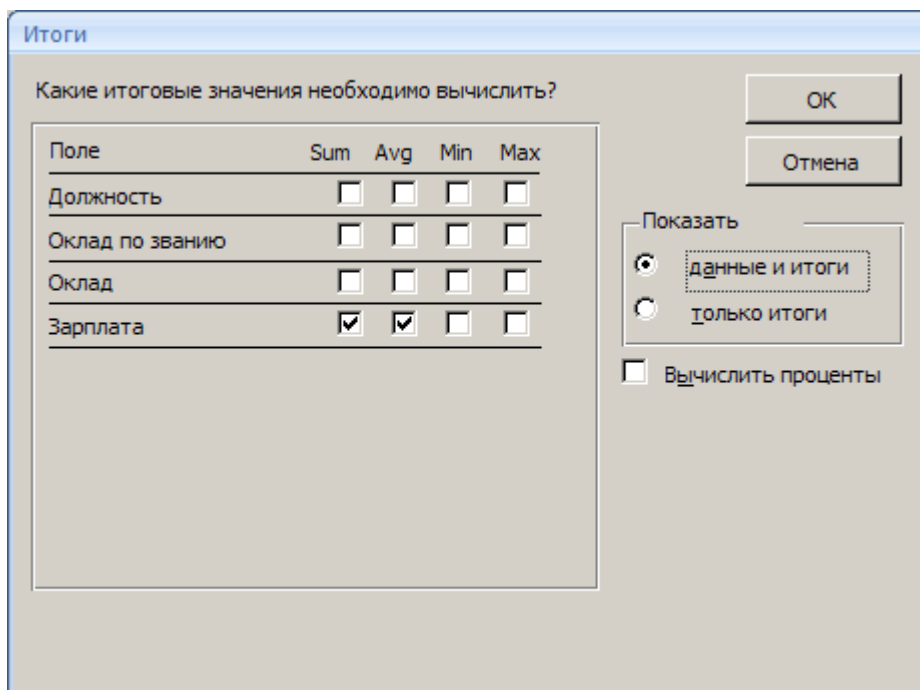 Итоги
Какие итоговые значения необходимо вычислить?
ОК
Поле Sum Avg Min Max
Отмена
Должность
Показать
Оклад по званию
данные и итоги
Оклад
только итоги
Зарплата
Вычислить проценты